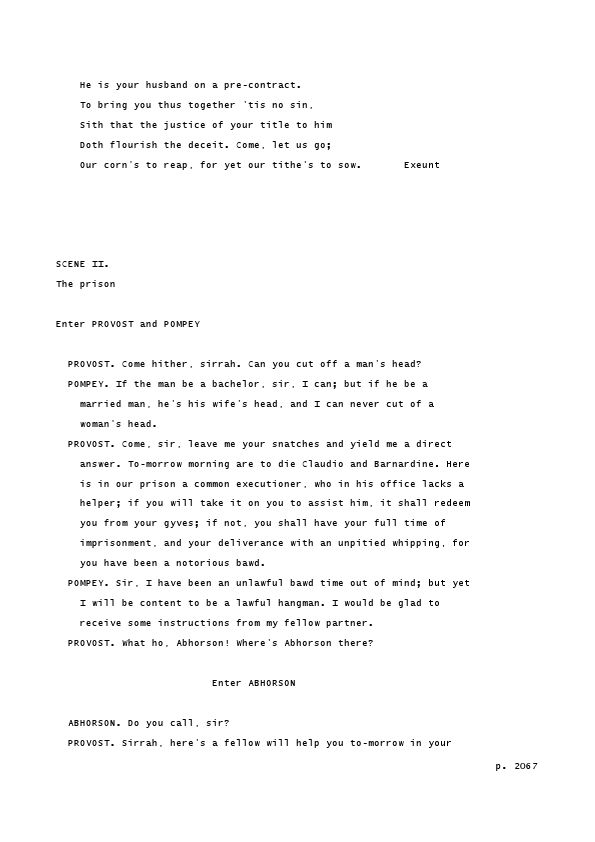 He is your husband on a pre-contract.
To bring you thus together 'tis no sin,
Sith that the justice of your title to him
Doth flourish the deceit. Come, let us go;
Our corn's to reap, for yet our tithe's to sow. Exeunt
SCENE II.
The prison
Enter PROVOST and POMPEY
PROVOST. Come hither, sirrah. Can you cut off a man's head?
POMPEY. If the man be a bachelor, sir, I can; but if he be a
married man, he's his wife's head, and I can never cut of a
woman's head.
PROVOST. Come, sir, leave me your snatches and yield me a direct
answer. To-morrow morning are to die Claudio and Barnardine. Here
is in our prison a common executioner, who in his office lacks a
helper; if you will take it on you to assist him, it shall redeem
you from your gyves; if not, you shall have your full time of
imprisonment, and your deliverance with an unpitied whipping, for
you have been a notorious bawd.
POMPEY. Sir, I have been an unlawful bawd time out of mind; but yet
I will be content to be a lawful hangman. I would be glad to
receive some instructions from my fellow partner.
PROVOST. What ho, Abhorson! Where's Abhorson there?
Enter ABHORSON
ABHORSON. Do you call, sir?
PROVOST. Sirrah, here's a fellow will help you to-morrow in your
p. 2067